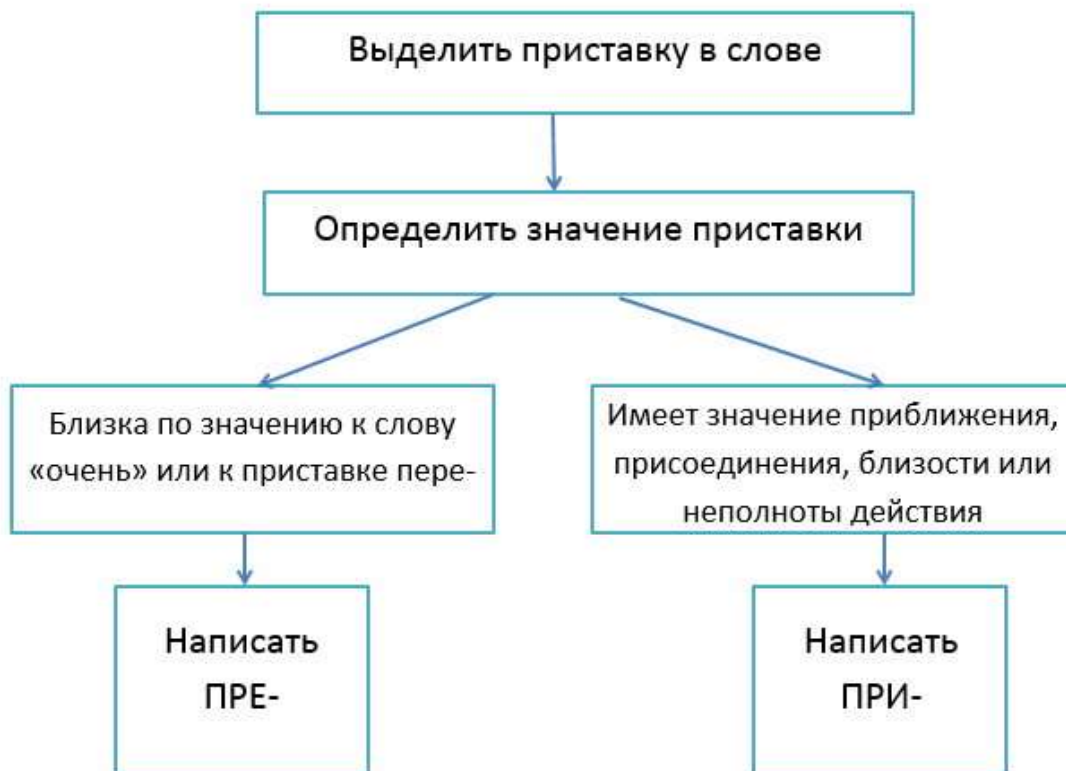 Выделить приставку в слове
Определить значение приставки
Близка по значению к слову
«очень» или к приставке пере-
Имеет значение приближения,
присоединения, близости или
неполноты действия
Написать
ПРЕ-
Написать
ПРИ-